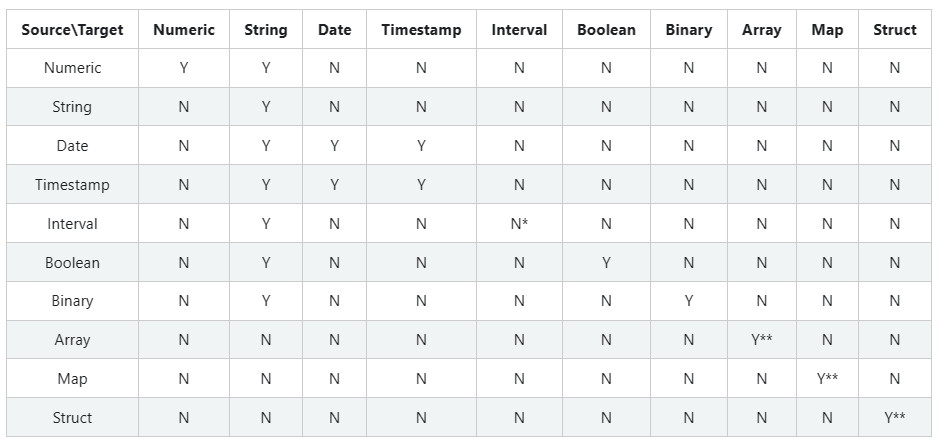 Source\Target Numeric String Date Timestamp Interval Boolean Binary Array Map Struct
Numeric Y Y N N N N N N N N
String N Y N N N N N N N N
Date N Y Y Y N N N N N N
Timestamp N Y Y Y N N N N N N
Interval N Y N N N* N N N N N
Boolean N Y N N N Y N N N N
Binary N Y N N N N Y N N N
Array N N N N N N N Y** N N
Map N N N N N N N N Y** N
Struct N N N N N N N N N Y**